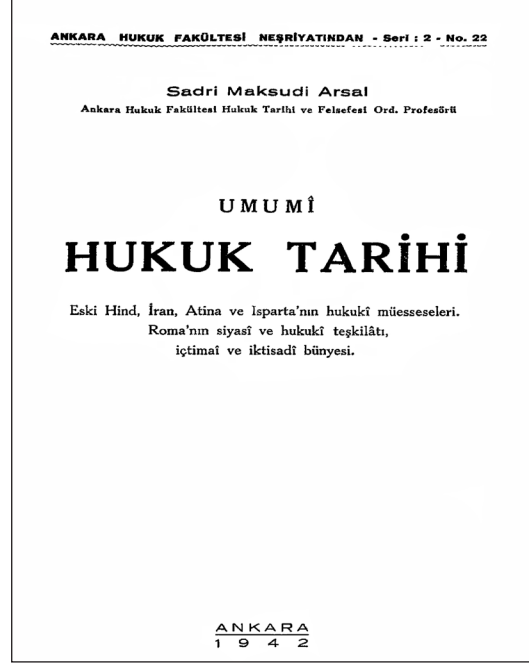 ANKARA HUKUK FAKÜLTESİ NEŞRİYATINDAN - Seri : 2 - No. 22
Sadri Maksudi Arsal
Ankara Hukuk Fakültesi Hukuk Tarihi ve Felsefesi Ord. Profesörü
UMUMÎ
HUKUK TARİHİ
Eski Hind, İran, Atina ve Isparta'nın hukukî müesseseleri.
Roma'nın siyasî ve hukukî teşkilâtı,
içtimaî ve iktisadî bünyesi.
ANKARA
1942